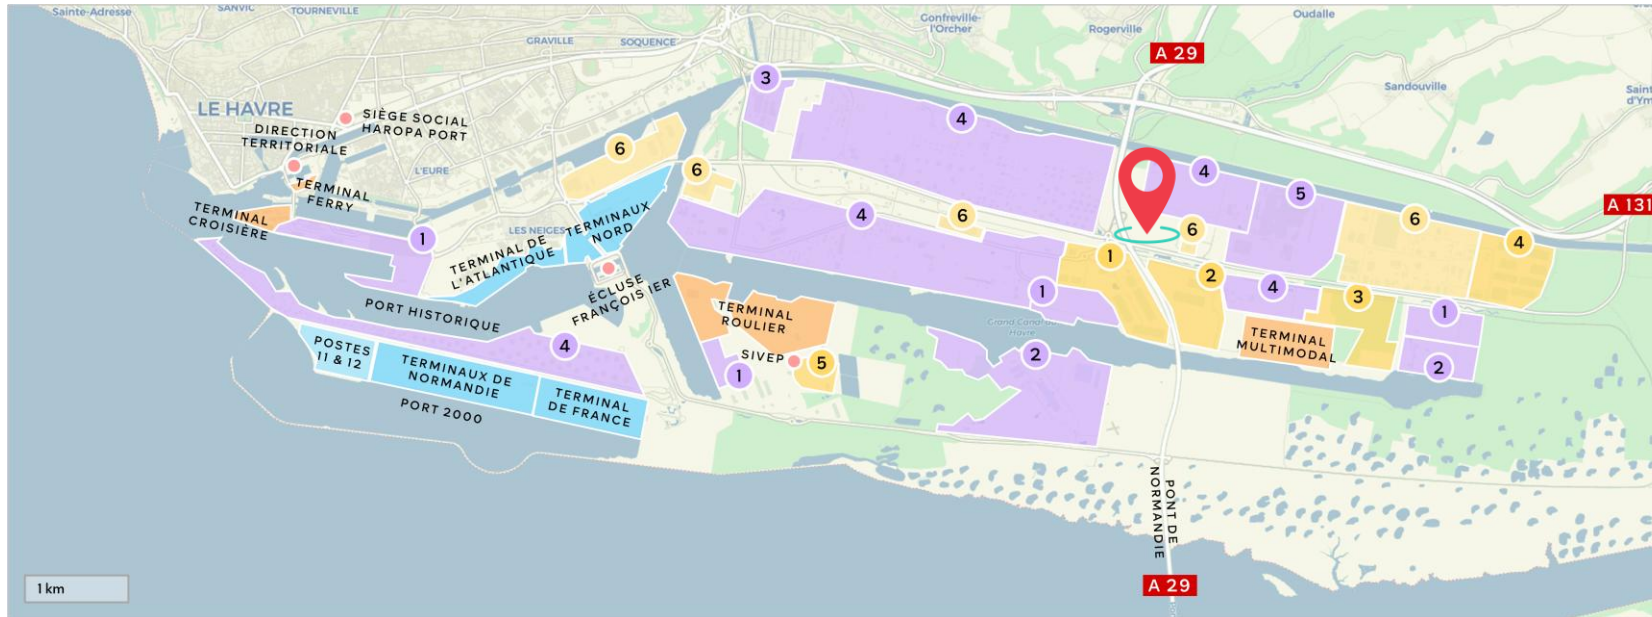 Sainte-Adresse
SANVIC
TOURNEVILLE
GRAVILLE
SOQUENCE
Gonfreville-
l'Orcher
Rogerville
Oudalle
Sandouville
A 29
LE HAVRE
SIÈGE SOCIAL
HAROPA PORT
DIRECTION
TERRITORIALE
L'EURE
TERMINAL
FERRY
TERMINAL
CROISIÈRE
LES NEIGES
TERMINAL DE
L'ATLANTIQUE
TERMINAUX
NORD
ÉCLUSE
FRANÇOIS IER
PORT HISTORIQUE
POSTES
11 & 12
TERMINAUX DE
NORMANDIE
TERMINAL
DE FRANCE
PORT 2000
TERMINAL
ROULIER
SIVEP
Grand Canal du
Havre
TERMINAL
MULTIMODAL
A 131
3
4
4
5
6
4
6
6
4
6
6
1
1
2
4
3
1
2
1
4
1
5
2
PONT DE
NORMANDIE
A 29
1 km